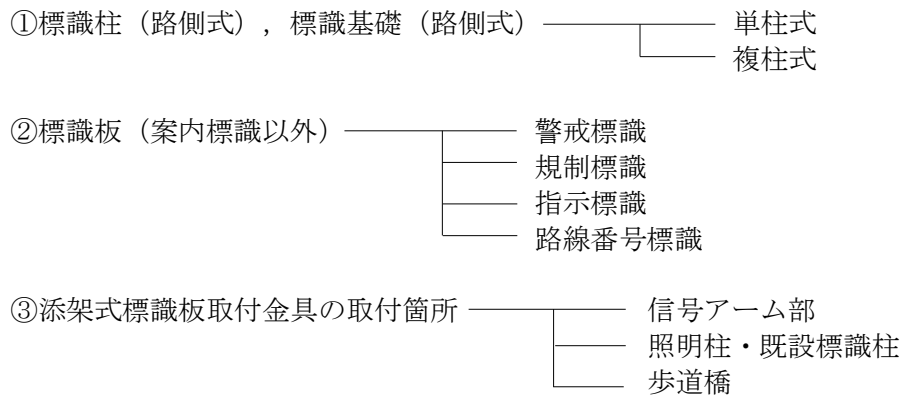 ①標識柱（路側式），標識基礎（路側式） 単柱式
複柱式
②標識板（案内標識以外） 警戒標識
規制標識
指示標識
路線番号標識
③添架式標識板取付金具の取付箇所 信号アーム部
照明柱・既設標識柱
歩道橋